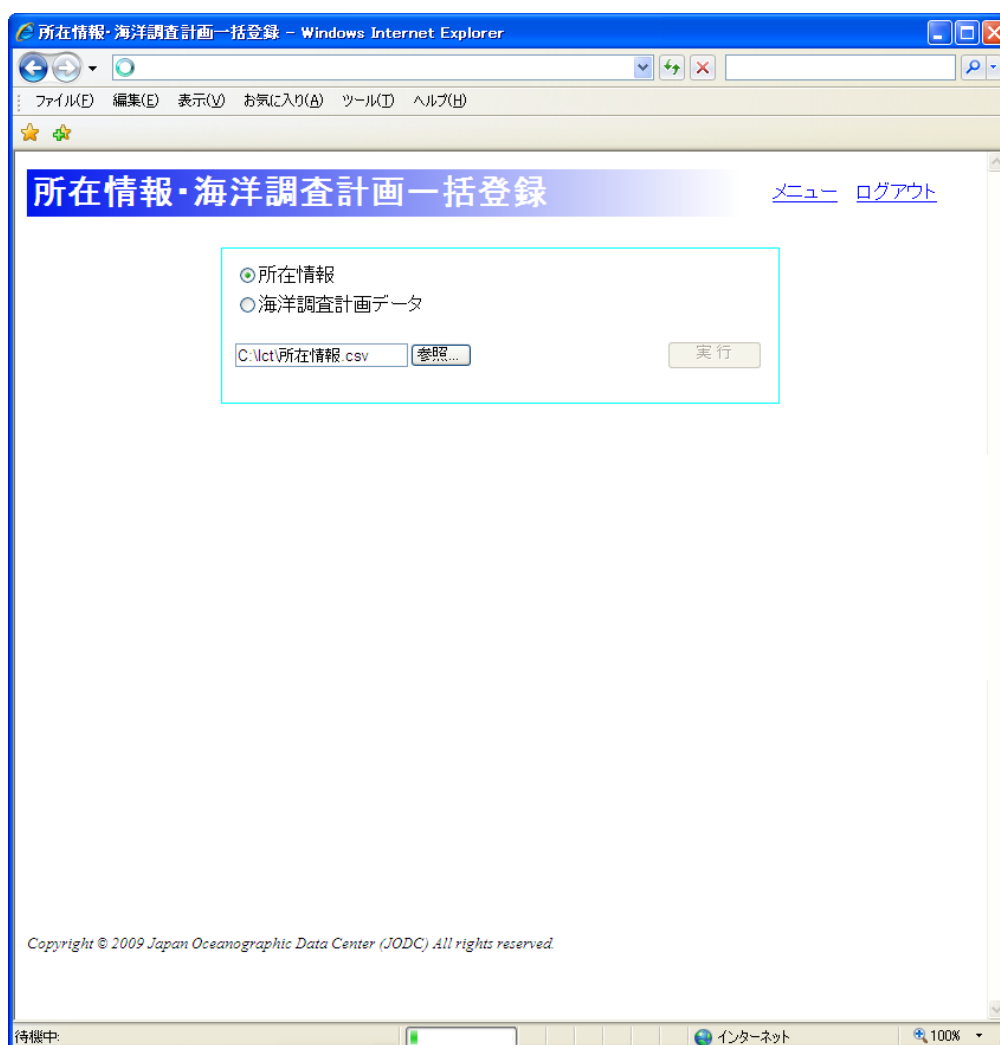 所在情報・海洋調査計画一括登録 - Windows Internet Explorer
ファイル(F) 編集(E) 表示(V) お気に入り(A) ツール(T) ヘルプ(H)
所在情報・海洋調査計画一括登録
メニュー ログアウト
所在情報
海洋調査計画データ
C:\lct\所在情報.csv 参照... 実行
Copyright © 2009 Japan Oceanographic Data Center (JODC) All rights reserved.
待機中: インターネット 100%